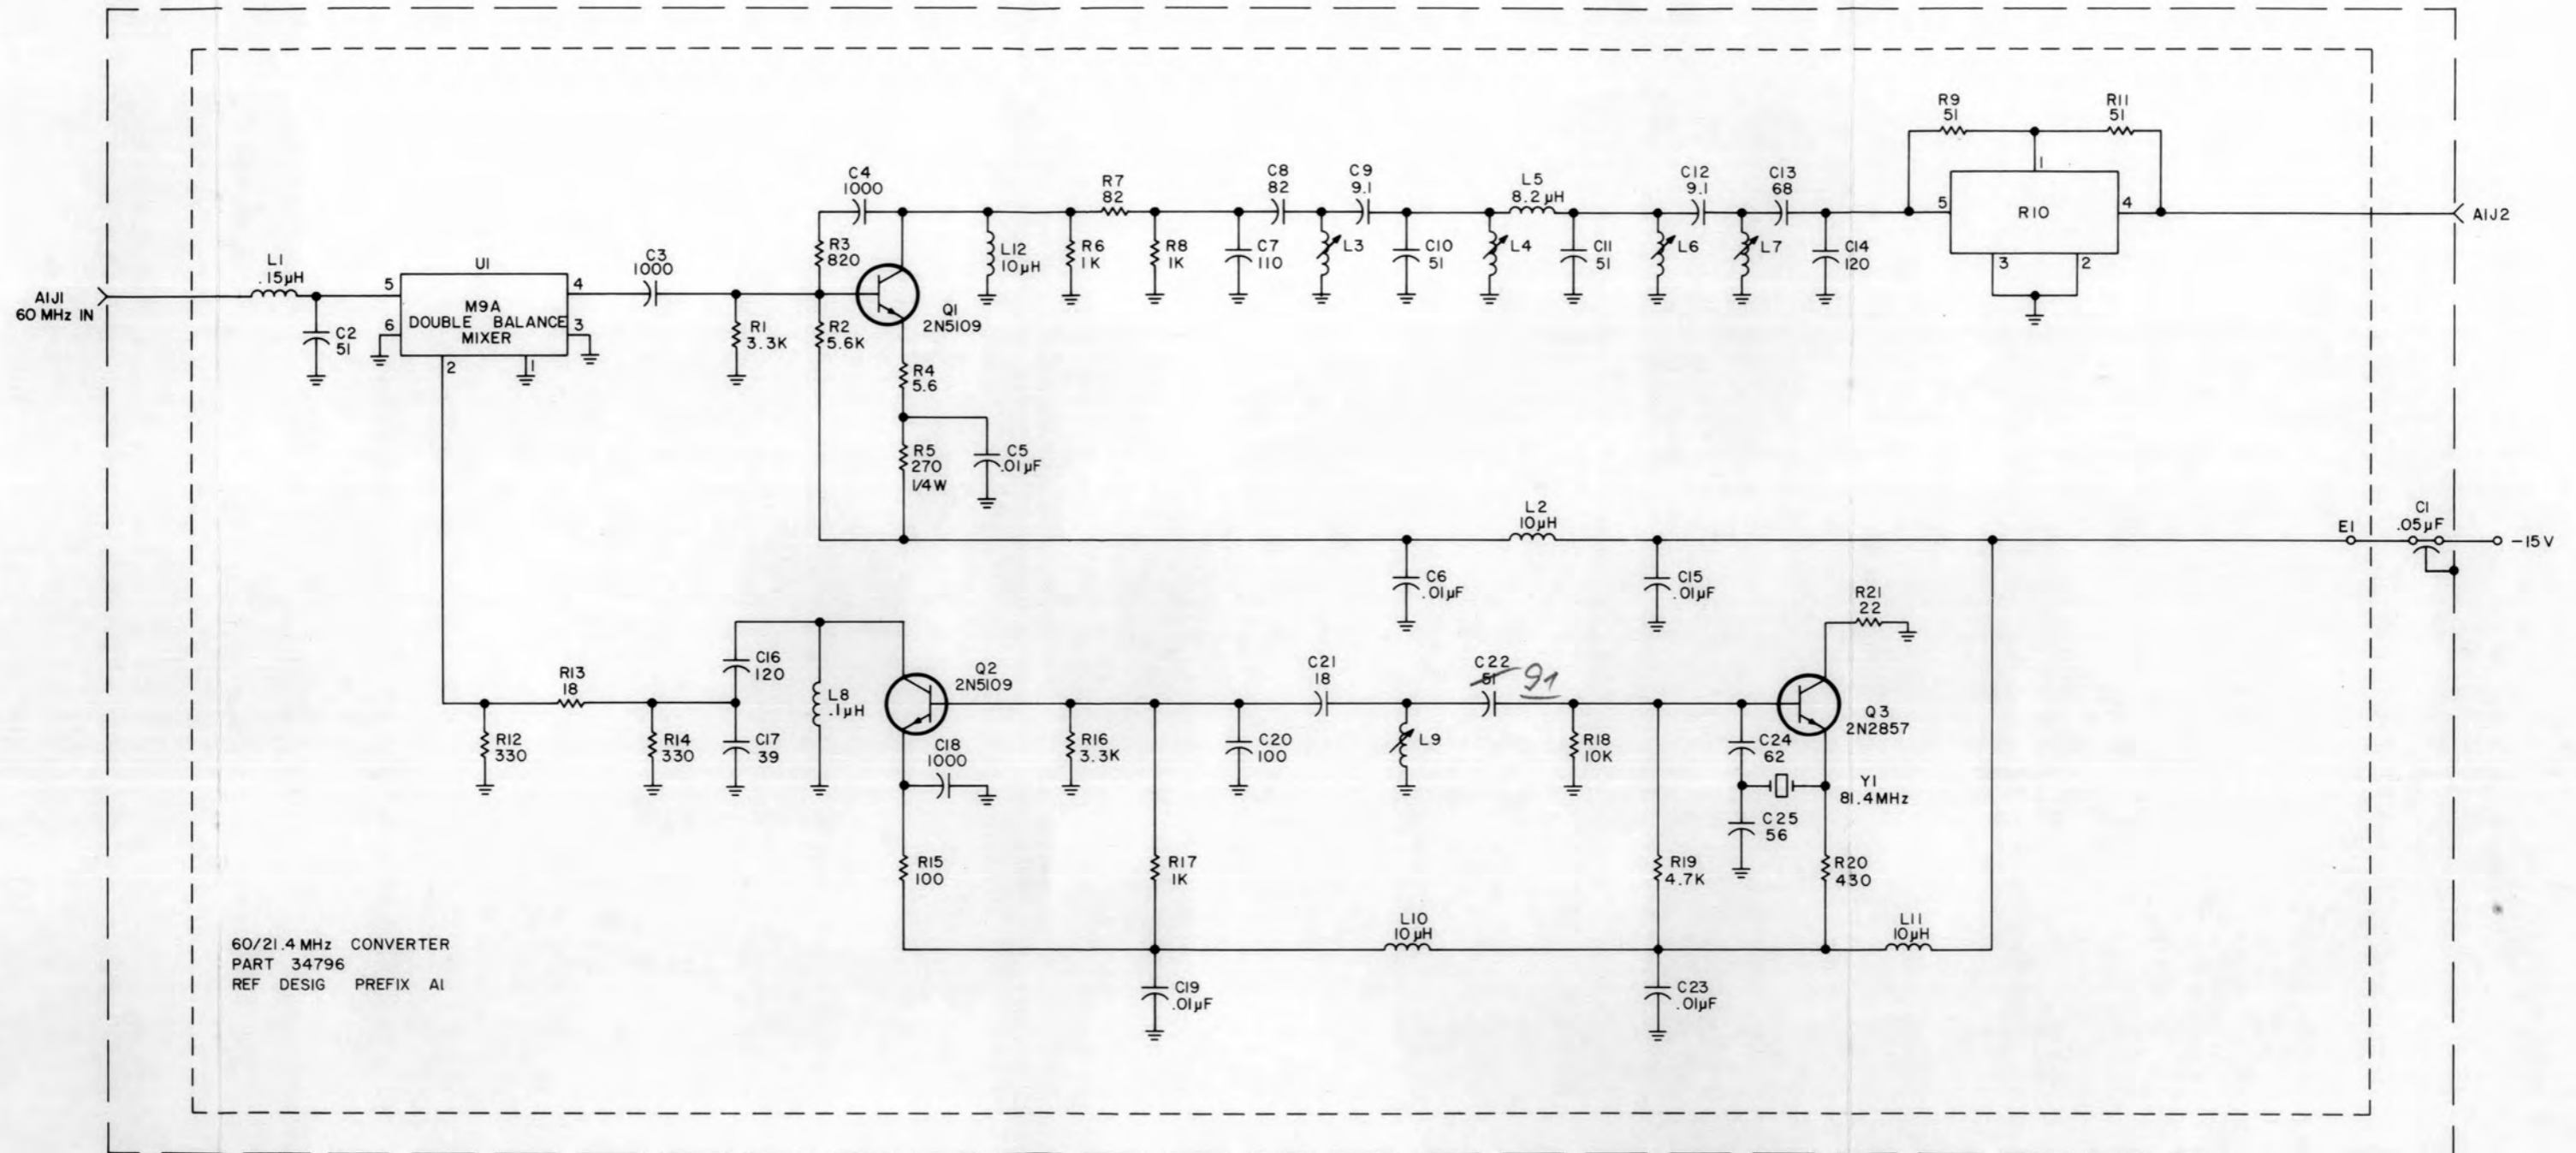 C4
1000
R7
82
C8
82
C9
9.1
L5
8.2 µH
C12
9.1
C13
68
R9
51
R11
51
1
5
R10
4
3
2
A1J2
R3
820
L12
10 µH
R6
1K
R8
1K
C7
110
L3
C10
51
L4
C11
51
L6
L7
C14
120
A1J1
60 MHz IN
L1
.15µH
C2
51
U1
5
4
M9A
DOUBLE BALANCE
MIXER
6
3
2
1
C3
1000
R1
3.3K
R2
5.6K
Q1
2N5109
R4
5.6
R5
270
1/4W
C5
.01µF
L2
10µH
C6
.01µF
C15
.01µF
E1
C1
.05µF
-15V
R21
22
R13
18
C16
120
L8
.1µH
Q2
2N5109
C21
18
C22
51
91
Q3
2N2857
R12
330
R14
330
C17
39
C18
1000
R16
3.3K
C20
100
L9
R18
10K
C24
62
Y1
81.4MHz
C25
56
R15
100
R17
1K
R19
4.7K
R20
430
L10
10µH
L11
10µH
C19
.01µF
C23
.01µF
60/21.4 MHz CONVERTER
PART 34796
REF DESIG PREFIX A1